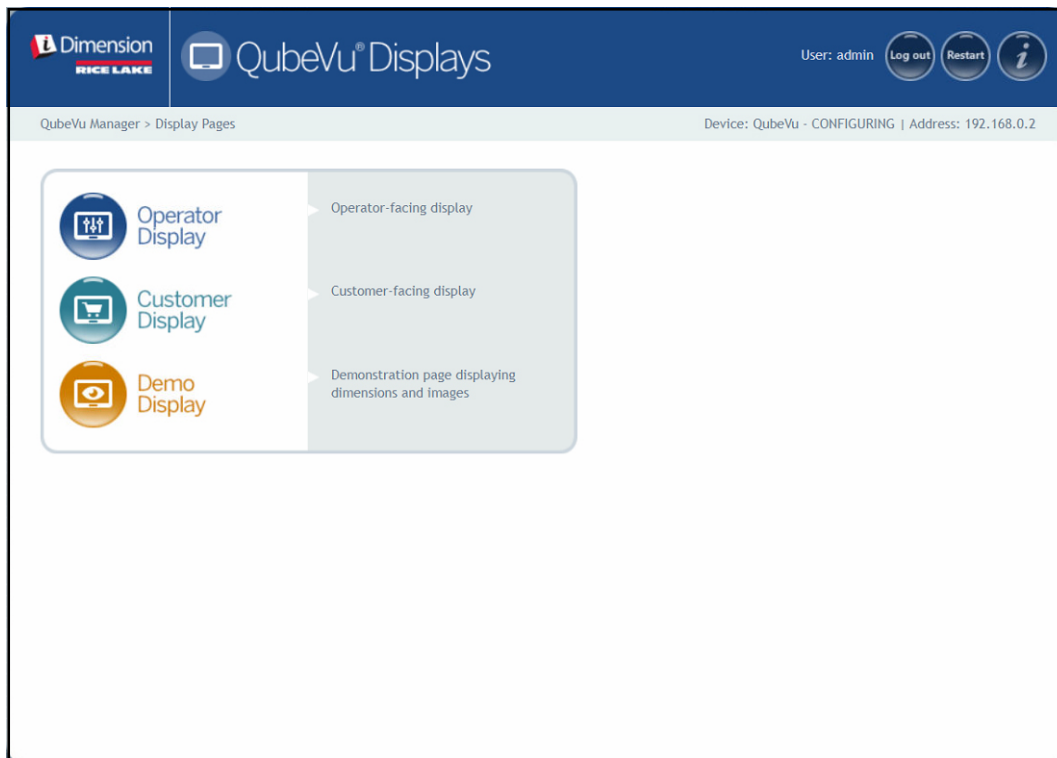 i Dimension
RICE LAKE
QubeVu® Displays
User: admin
Log out
Restart
i
QubeVu Manager > Display Pages
Device: QubeVu - CONFIGURING | Address: 192.168.0.2
Operator
Display
Operator-facing display
Customer
Display
Customer-facing display
Demo
Display
Demonstration page displaying
dimensions and images